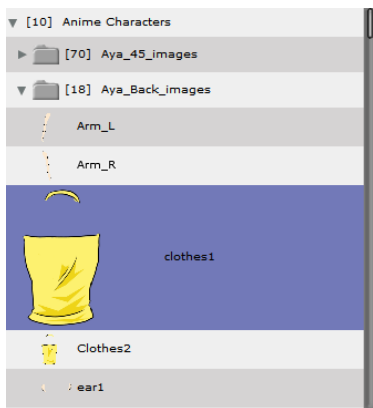 [10] Anime Characters
[70] Aya_45_images
[18] Aya_Back_images
Arm_L
Arm_R
clothes1
Clothes2
ear1